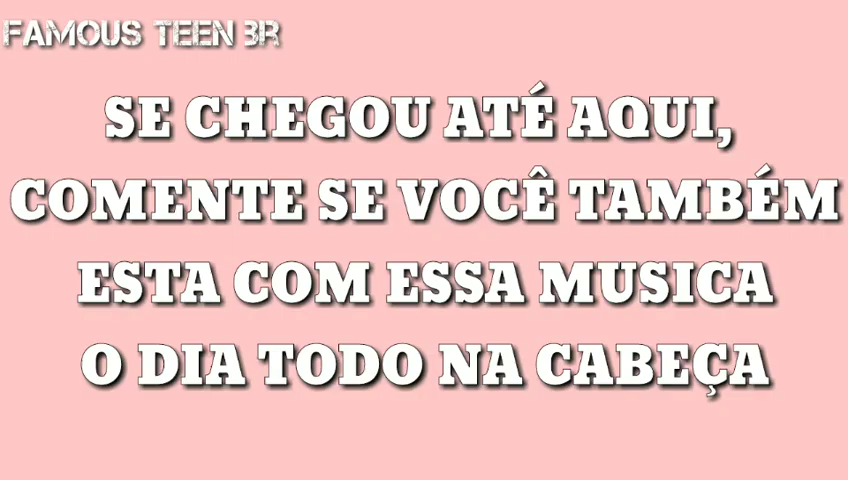 FAMOUS TEEN BR
SE CHEGOU ATÉ AQUI,
COMENTE SE VOCÊ TAMBÉM
ESTA COM ESSA MUSICA
O DIA TODO NA CABEÇA